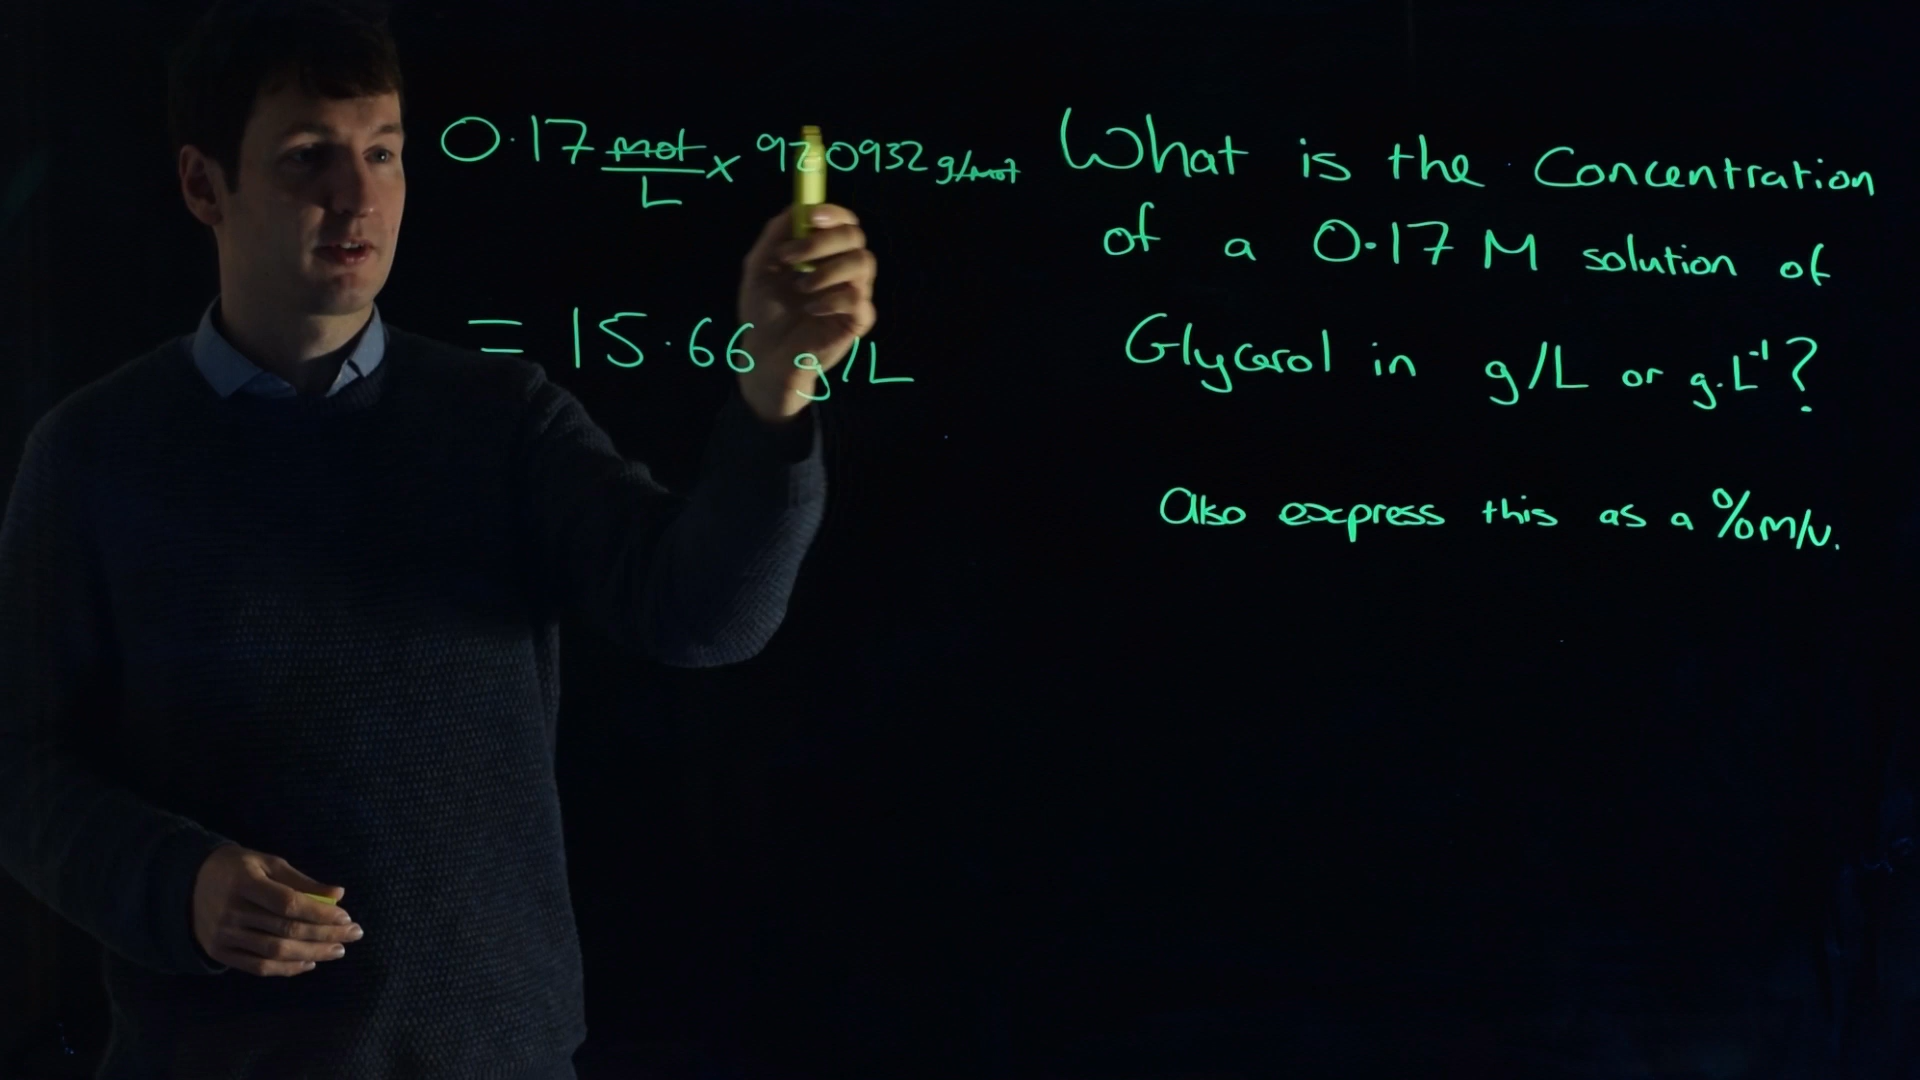 0.17 mol/L x 92.0932 g/mol
= 15.66 g/L
What is the Concentration
of a 0.17 M solution of
Glycerol in g/L or g.L⁻¹?
Also express this as a %m/v.